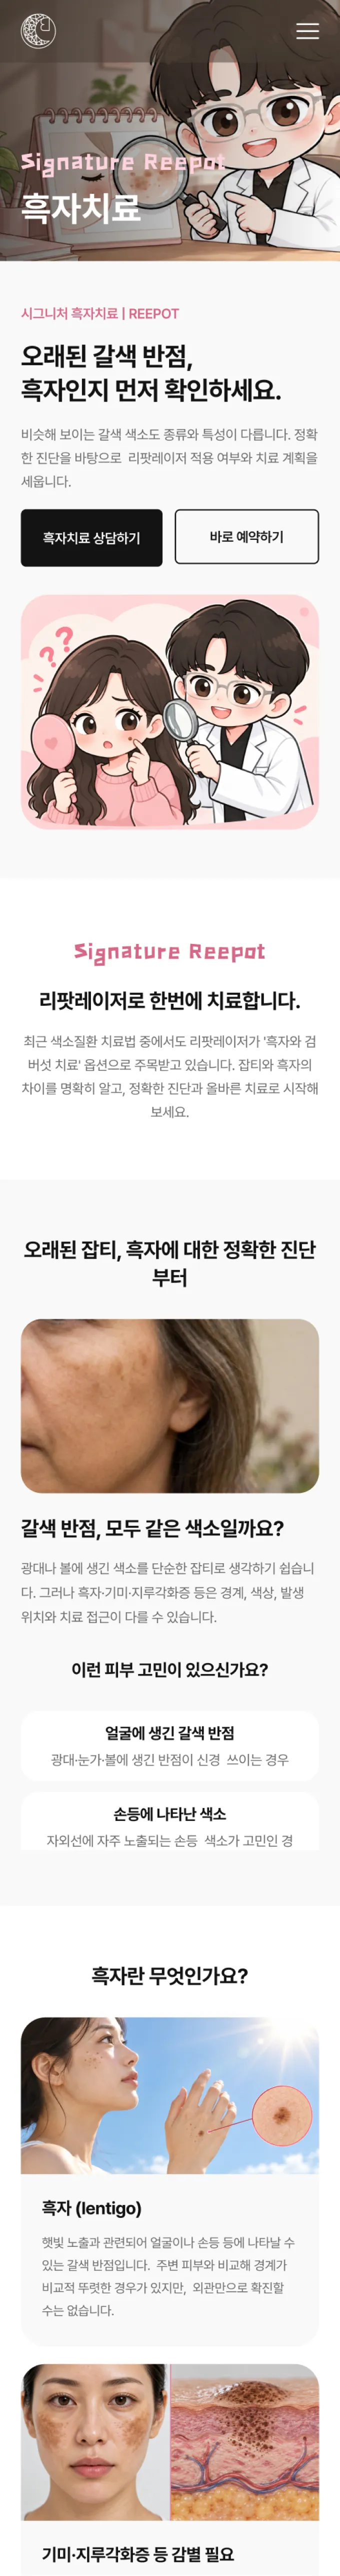 Signature Reepot
흑자치료
시그니처 흑자치료 | REEPOT
오래된 갈색 반점,
흑자인지 먼저 확인하세요.
비슷해 보이는 갈색 색소도 종류와 특성이 다릅니다. 정확
한 진단을 바탕으로 리팟레이저 적용 여부와 치료 계획을
세웁니다.
흑자치료 상담하기
바로 예약하기
Signature Reepot
리팟레이저로 한번에 치료합니다.
최근 색소질환 치료법 중에서도 리팟레이저가 '흑자와 검
버섯 치료' 옵션으로 주목받고 있습니다. 잡티와 흑자의
차이를 명확히 알고, 정확한 진단과 올바른 치료로 시작해
보세요.
오래된 잡티, 흑자에 대한 정확한 진단
부터
갈색 반점, 모두 같은 색소일까요?
광대나 볼에 생긴 색소를 단순한 잡티로 생각하기 쉽습니
다. 그러나 흑자·기미·지루각화증 등은 경계, 색상, 발생
위치와 치료 접근이 다를 수 있습니다.
이런 피부 고민이 있으신가요?
얼굴에 생긴 갈색 반점
광대·눈가·볼에 생긴 반점이 신경 쓰이는 경우
손등에 나타난 색소
자외선에 자주 노출되는 손등 색소가 고민인 경
흑자란 무엇인가요?
흑자 (lentigo)
햇빛 노출과 관련되어 얼굴이나 손등 등에 나타날 수
있는 갈색 반점입니다. 주변 피부와 비교해 경계가
비교적 뚜렷한 경우가 있지만, 외관만으로 확진할
수는 없습니다.
기미·지루각화증 등 감별 필요